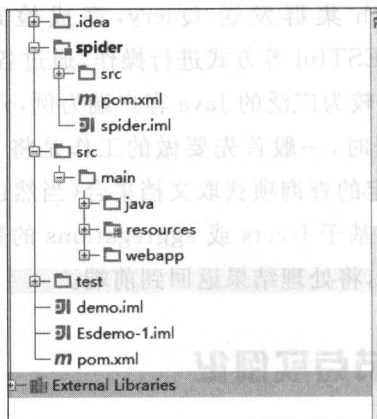 .idea
spider
src
pom.xml
spider.iml
src
main
java
resources
webapp
test
demo.iml
Esdemo-1.iml
pom.xml
External Libraries